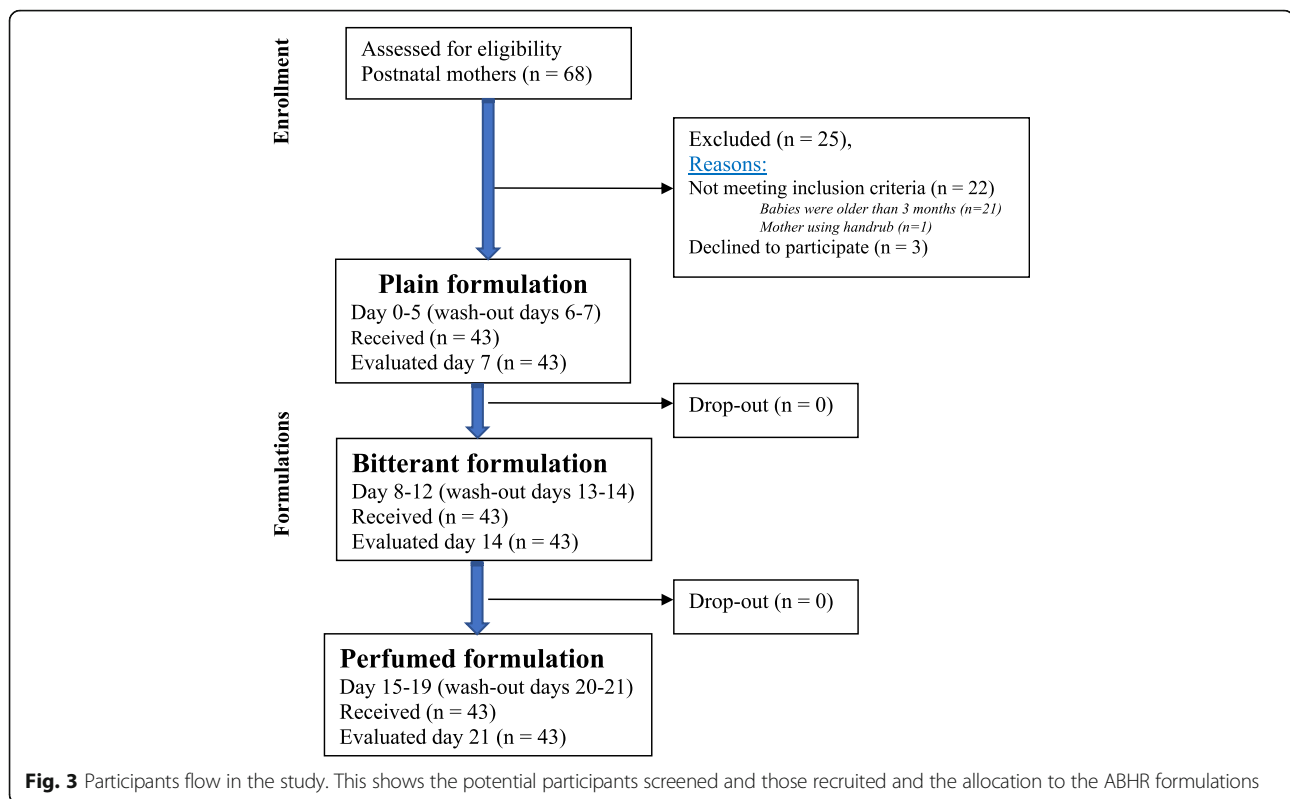 Enrollment
Assessed for eligibility
Postnatal mothers (n = 68)
Excluded (n = 25),
Reasons:
Not meeting inclusion criteria (n = 22)
Babies were older than 3 months (n=21)
Mother using handrub (n=1)
Declined to participate (n = 3)
Plain formulation
Day 0-5 (wash-out days 6-7)
Received (n = 43)
Evaluated day 7 (n = 43)
Drop-out (n = 0)
Formulations
Bitterant formulation
Day 8-12 (wash-out days 13-14)
Received (n = 43)
Evaluated day 14 (n = 43)
Drop-out (n = 0)
Perfumed formulation
Day 15-19 (wash-out days 20-21)
Received (n = 43)
Evaluated day 21 (n = 43)
Fig. 3 Participants flow in the study. This shows the potential participants screened and those recruited and the allocation to the ABHR formulations